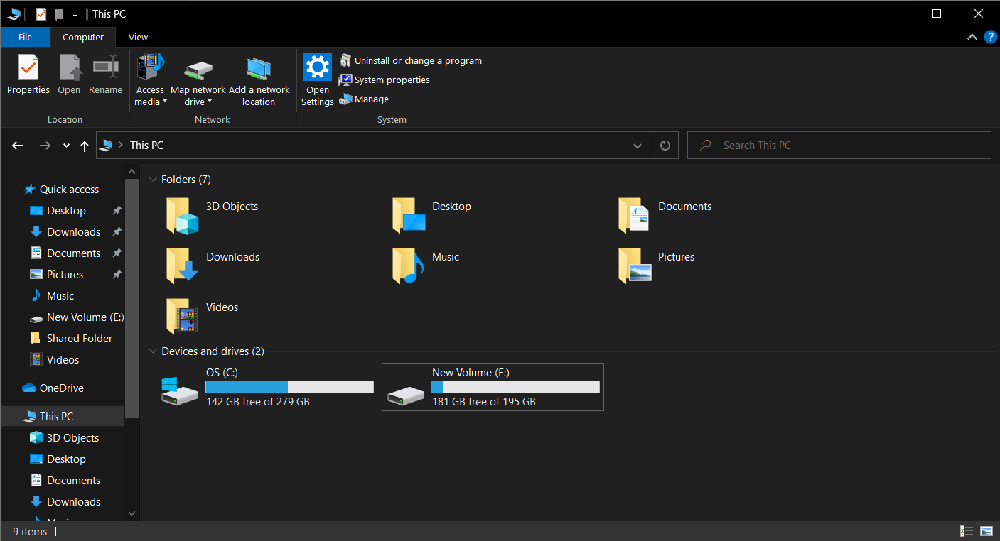 This PC
File
Computer
View
Properties
Open
Rename
Access
media
Map network
drive
Add a network
location
Open
Settings
Uninstall or change a program
System properties
Manage
Location
Network
System
This PC
Search This PC
Quick access
Desktop
Downloads
Documents
Pictures
Music
New Volume (E:)
Shared Folder
Videos
OneDrive
This PC
3D Objects
Desktop
Documents
Downloads
Folders (7)
3D Objects
Desktop
Documents
Downloads
Music
Pictures
Videos
Devices and drives (2)
OS (C:)
142 GB free of 279 GB
New Volume (E:)
181 GB free of 195 GB
9 items